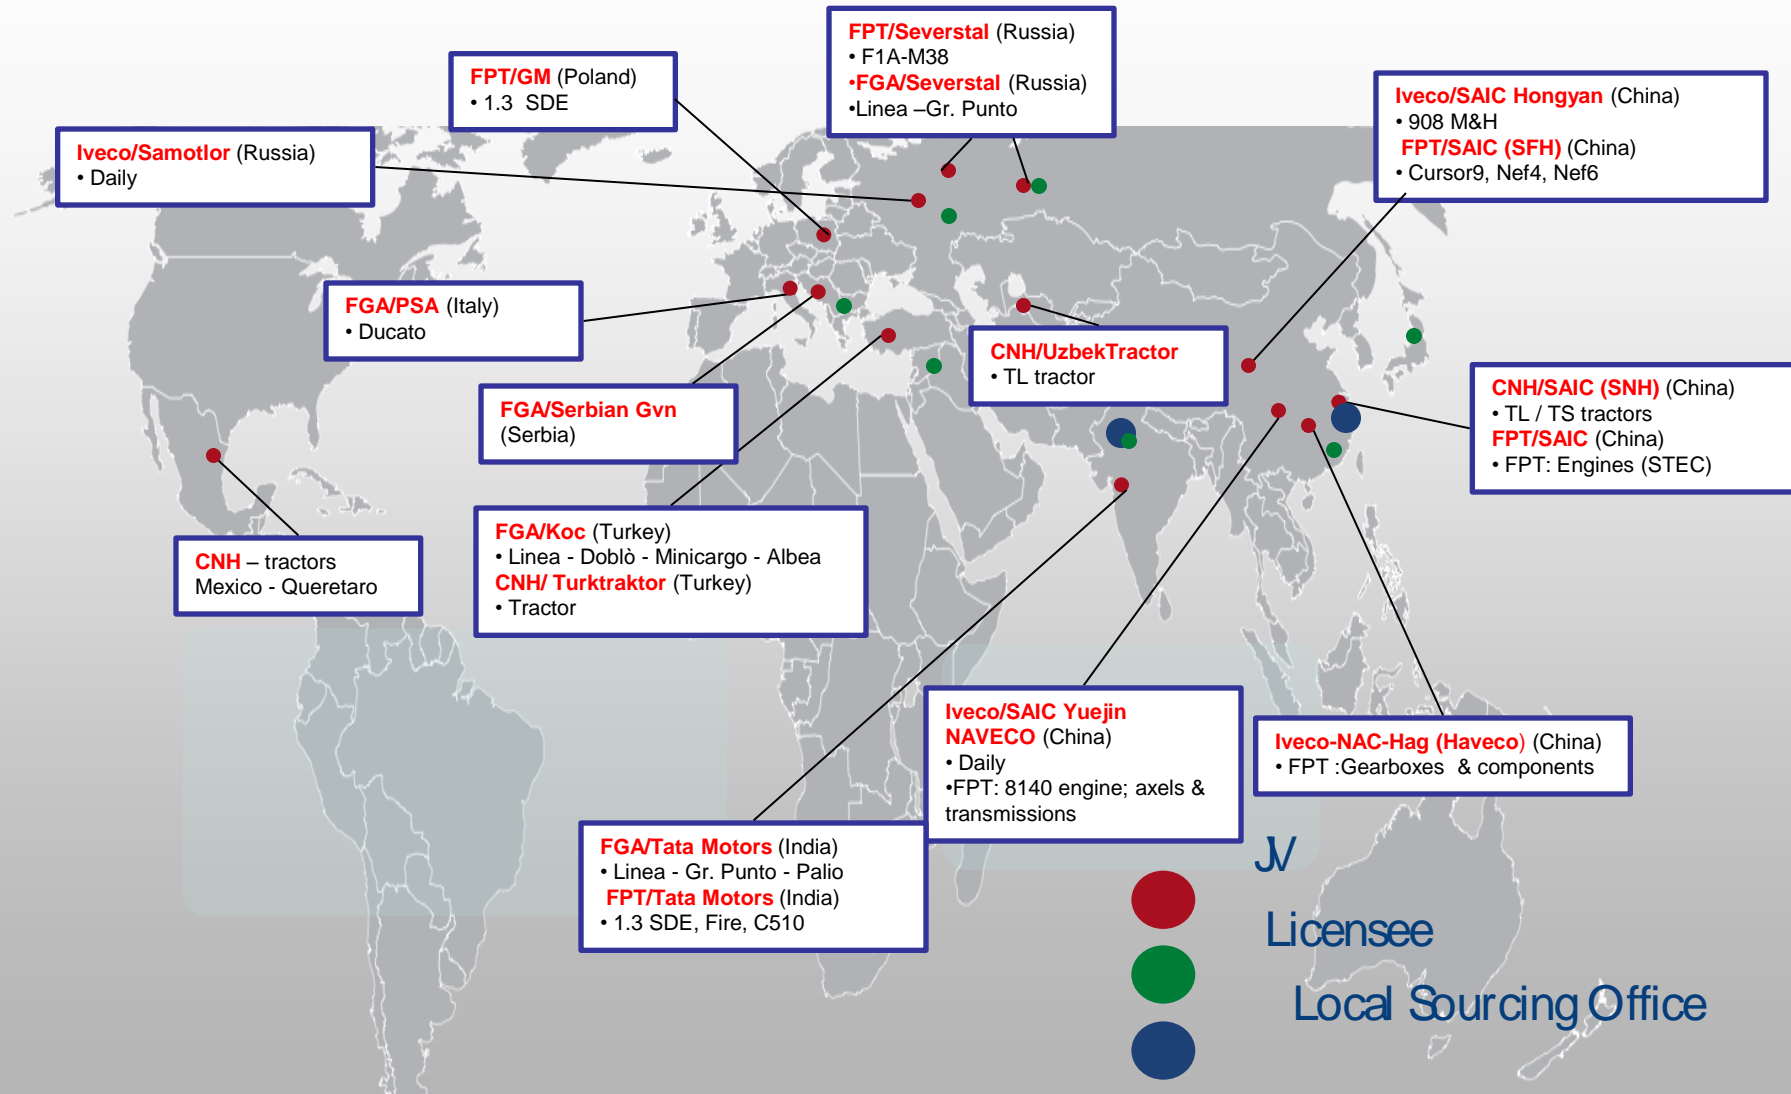 FPT/Severstal (Russia)
• F1A-M38
•FGA/Severstal (Russia)
•Linea –Gr. Punto
FPT/GM (Poland)
• 1.3 SDE
Iveco/SAIC Hongyan (China)
• 908 M&H
FPT/SAIC (SFH) (China)
• Cursor9, Nef4, Nef6
Iveco/Samotlor (Russia)
• Daily
FGA/PSA (Italy)
• Ducato
CNH/UzbekTractor
• TL tractor
CNH/SAIC (SNH) (China)
• TL / TS tractors
FPT/SAIC (China)
• FPT: Engines (STEC)
FGA/Serbian Gvn
(Serbia)
FGA/Koc (Turkey)
• Linea - Doblò - Minicargo - Albea
CNH/ Turktraktor (Turkey)
• Tractor
CNH – tractors
Mexico - Queretaro
Iveco/SAIC Yuejin
NAVECO (China)
• Daily
•FPT: 8140 engine; axels &
transmissions
Iveco-NAC-Hag (Haveco) (China)
• FPT :Gearboxes & components
FGA/Tata Motors (India)
• Linea - Gr. Punto - Palio
FPT/Tata Motors (India)
• 1.3 SDE, Fire, C510
JV
Licensee
Local Sourcing Office